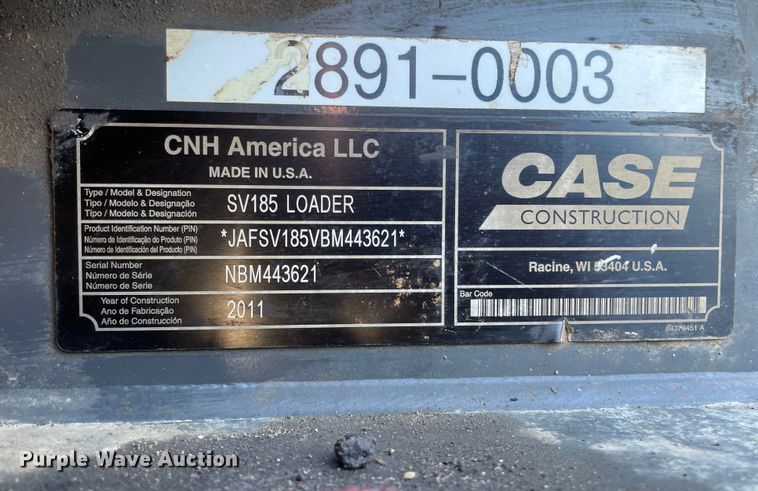 2891-0003
CNH America LLC
MADE IN U.S.A.
Type / Model & Designation
Tipo / Modelo & Designação
Tipo / Modelo & Designación
SV185 LOADER
Product Identification Number (PIN)
Número de Identificação do Produto (PIN)
Número de Identificación del Producto (PIN)
*JAFSV185VBM443621*
Serial Number
Número de Série
Número de Série
NBM443621
Year of Construction
Ano de Fabricação
Año de Construcción
2011
CASE
CONSTRUCTION
Racine, WI 53404 U.S.A.
Bar Code
84379451 A
Purple Wave Auction